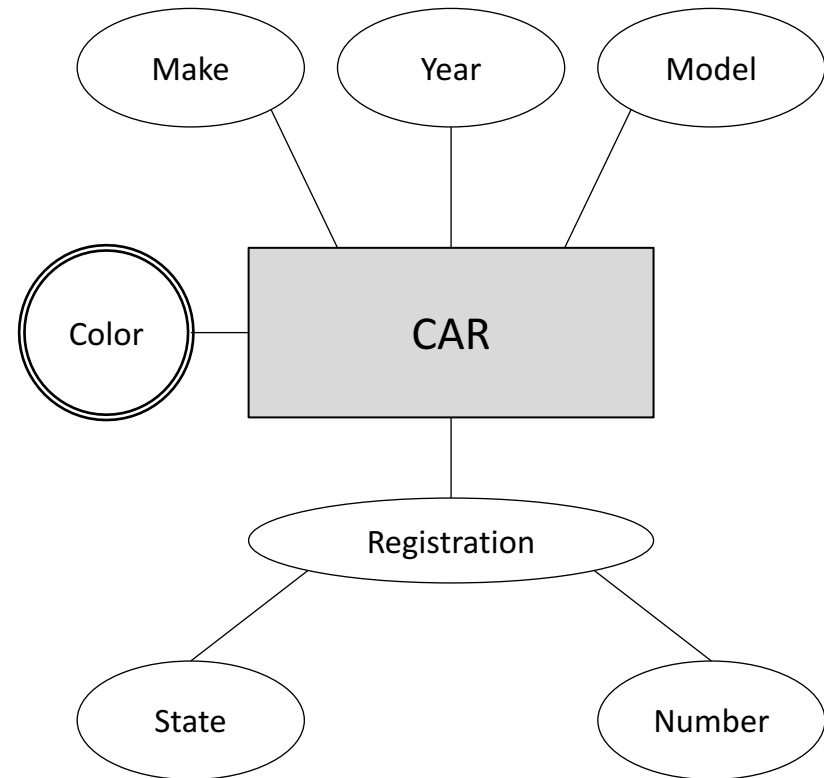 Make
Year
Model
Color
CAR
Registration
State
Number